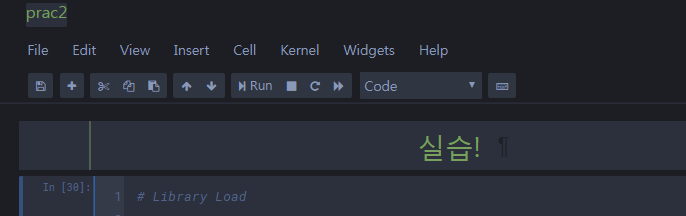 prac2
File Edit View Insert Cell Kernel Widgets Help
Run Code
실습! ¶
In [30]: 1 # Library Load